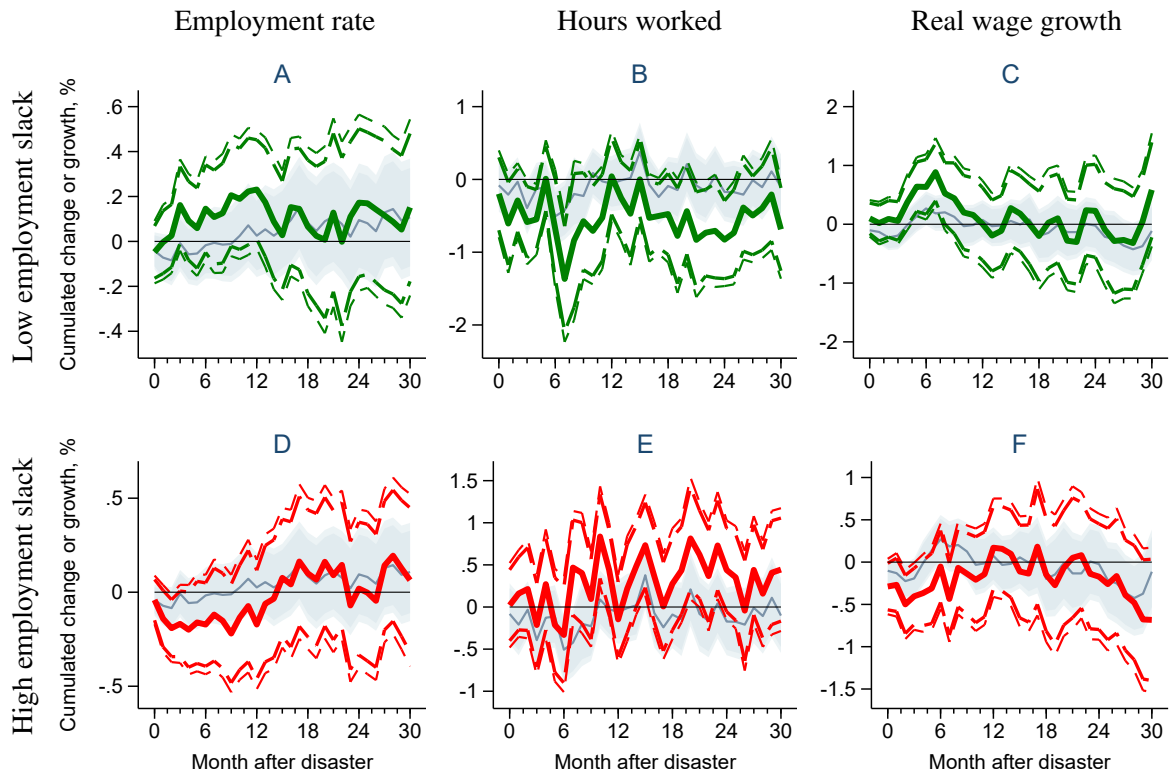 Employment rate Hours worked Real wage growth
Low employment slack
A B C
Cumulated change or growth, %
.6
.4
.2
0
-.2
-.4
0 6 12 18 24 30
1
0
-1
-2
0 6 12 18 24 30
2
1
0
-1
-2
0 6 12 18 24 30
High employment slack
D E F
Cumulated change or growth, %
.5
0
-.5
0 6 12 18 24 30
Month after disaster
1.5
1
.5
0
-.5
-1
0 6 12 18 24 30
Month after disaster
1
.5
0
-.5
-1
-1.5
0 6 12 18 24 30
Month after disaster